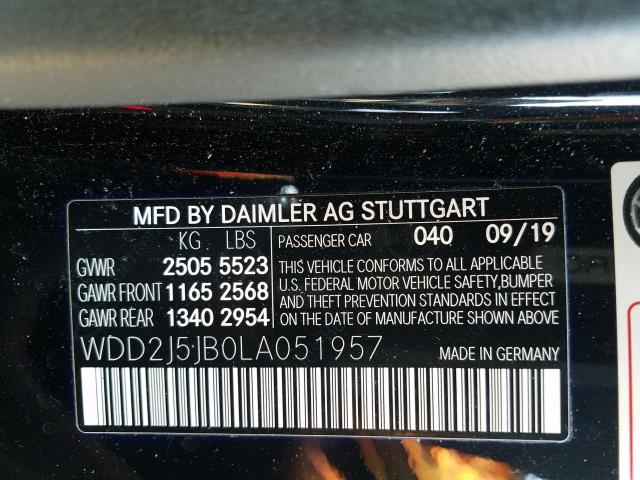 MFD BY DAIMLER AG STUTTGART
KG LBS
GVWR 2505 5523
GAWR FRONT 1165 2568
GAWR REAR 1340 2954
PASSENGER CAR 040 09/19
THIS VEHICLE CONFORMS TO ALL APPLICABLE
U.S. FEDERAL MOTOR VEHICLE SAFETY,BUMPER
AND THEFT PREVENTION STANDARDS IN EFFECT
ON THE DATE OF MANUFACTURE SHOWN ABOVE
WDD2J5JB0LA051957 MADE IN GERMANY